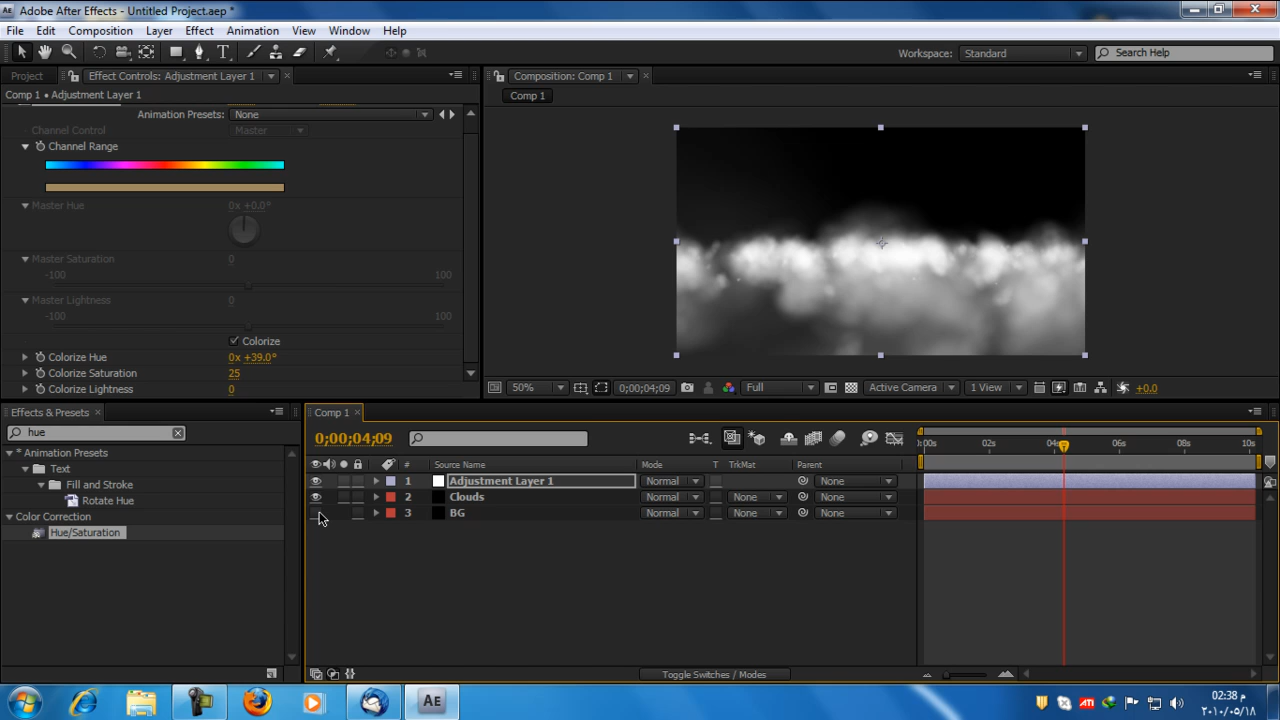 Adobe After Effects - Untitled Project.aep *
File Edit Composition Layer Effect Animation View Window Help
Workspace: Standard Search Help
Project Effect Controls: Adjustment Layer 1
Composition: Comp 1
Comp 1 • Adjustment Layer 1
Comp 1
Animation Presets: None
Channel Control Master
Channel Range
Master Hue 0x +0.0°
Master Saturation 0
-100 100
Master Lightness 0
-100 100
Colorize
Colorize Hue 0x +39.0°
Colorize Saturation 25
Colorize Lightness 0
50% 0;00;04;09 Full Active Camera 1 View +0.0
Effects & Presets
hue
* Animation Presets
Text
Fill and Stroke
Rotate Hue
Color Correction
Hue/Saturation
Comp 1
0;00;04;09
# Source Name Mode T TrkMat Parent
1 Adjustment Layer 1 Normal None
2 Clouds Normal None None
3 BG Normal None None
0:00s 02s 04s 06s 08s 10s
Toggle Switches / Modes
AE
ATI
02:38 م
٢٠١٠/٠٥/١٨